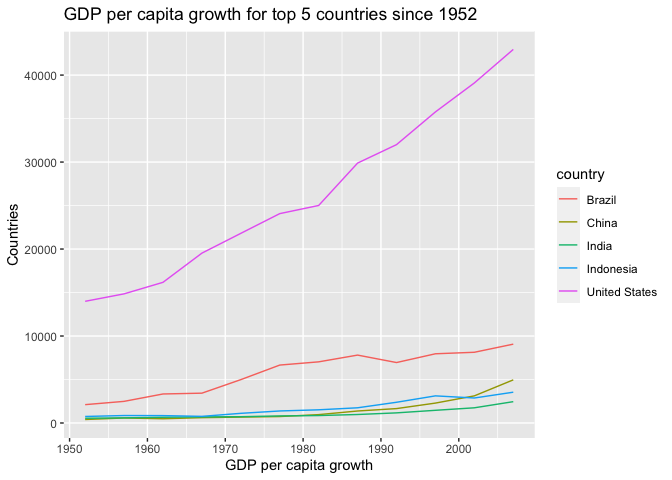 GDP per capita growth for top 5 countries since 1952
40000
30000
20000
10000
0
Countries
1950
1960
1970
1980
1990
2000
GDP per capita growth
country
Brazil
China
India
Indonesia
United States